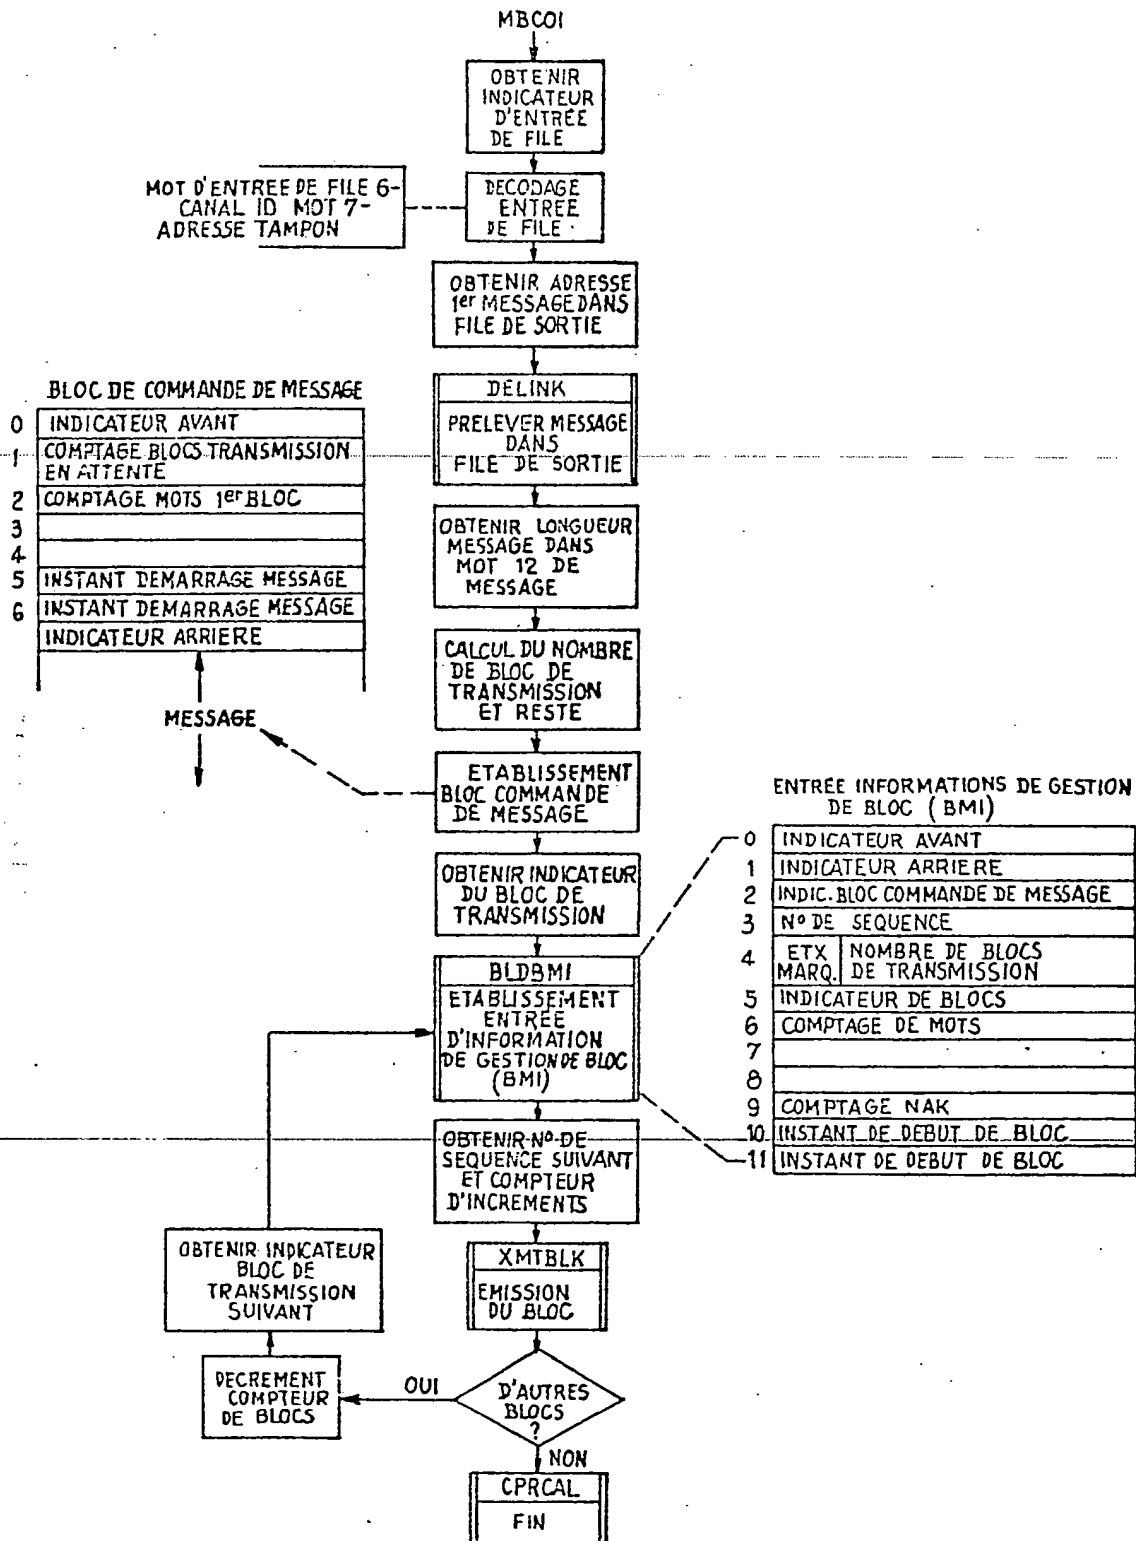 MBCOI
OBTENIR
INDICATEUR
D'ENTRÉE
DE FILE
MOT D'ENTREE DE FILE 6-
CANAL ID MOT 7-
ADRESSE TAMPON
DECODAGE
ENTREE
DE FILE
OBTENIR ADRESSE
1er MESSAGE DANS
FILE DE SORTIE
DELINK
PRELEVER MESSAGE
DANS
FILE DE SORTIE
BLOC DE COMMANDE DE MESSAGE
0 INDICATEUR AVANT
1 COMPTAGE BLOCS TRANSMISSION
EN ATTENTE
2 COMPTAGE MOTS 1er BLOC
3
4
5 INSTANT DEMARRAGE MESSAGE
6 INSTANT DEMARRAGE MESSAGE
INDICATEUR ARRIERE
MESSAGE
OBTENIR LONGUEUR
MESSAGE DANS
MOT 12 DE
MESSAGE
CALCUL DU NOMBRE
DE BLOC DE
TRANSMISSION
ET RESTE
ETABLISSEMENT
BLOC COMMANDE
DE MESSAGE
OBTENIR INDICATEUR
DU BLOC DE
TRANSMISSION
BLDBMI
ETABLISSEMENT
ENTRÉE
D'INFORMATION
DE GESTION DE BLOC
(BMI)
ENTRÉE INFORMATIONS DE GESTION
DE BLOC (BMI)
0 INDICATEUR AVANT
1 INDICATEUR ARRIERE
2 INDIC. BLOC COMMANDE DE MESSAGE
3 N° DE SEQUENCE
4 ETX MARQ. NOMBRE DE BLOCS
DE TRANSMISSION
5 INDICATEUR DE BLOCS
6 COMPTAGE DE MOTS
7
8
9 COMPTAGE NAK
10 INSTANT DE DEBUT DE BLOC
11 INSTANT DE DEBUT DE BLOC
OBTENIR N° DE
SEQUENCE SUIVANT
ET COMPTEUR
D'INCREMENTS
XMTBLK
EMISSION
DU BLOC
OBTENIR INDICATEUR
BLOC DE
TRANSMISSION
SUIVANT
DECREMENT
COMPTEUR
DE BLOCS
OUI
D'AUTRES
BLOCS
?
NON
CPRCAL
FIN